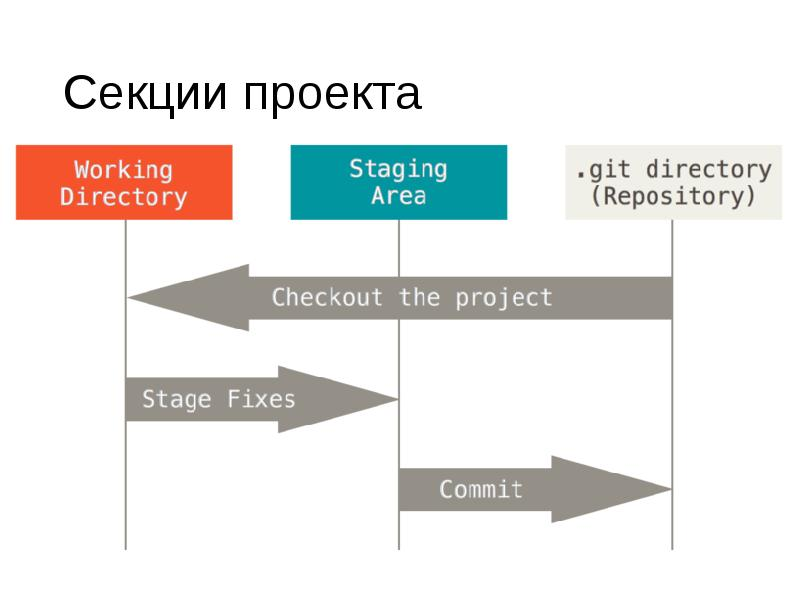 Секции проекта
Working
Directory
Staging
Area
.git directory
(Repository)
Checkout the project
Stage Fixes
Commit